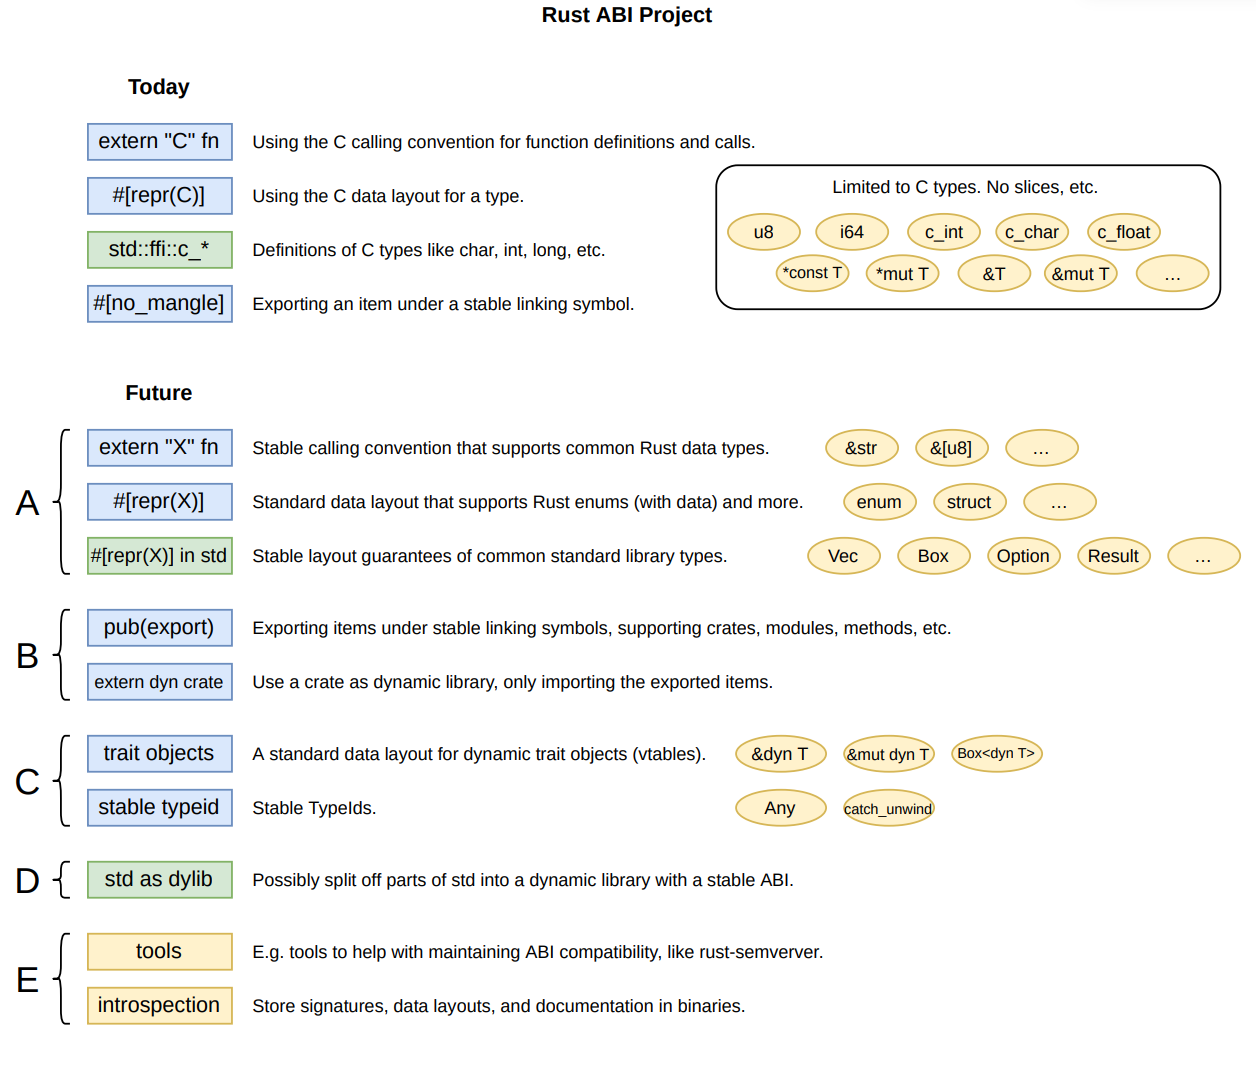 Rust ABI Project
Today
extern "C" fn Using the C calling convention for function definitions and calls.
#[repr(C)] Using the C data layout for a type.
std::ffi::c_* Definitions of C types like char, int, long, etc.
#[no_mangle] Exporting an item under a stable linking symbol.
Limited to C types. No slices, etc.
u8 i64 c_int c_char c_float
*const T *mut T &T &mut T ...
Future
A
extern "X" fn Stable calling convention that supports common Rust data types. &str &[u8] ...
#[repr(X)] Standard data layout that supports Rust enums (with data) and more. enum struct ...
#[repr(X)] in std Stable layout guarantees of common standard library types. Vec Box Option Result ...
B
pub(export) Exporting items under stable linking symbols, supporting crates, modules, methods, etc.
extern dyn crate Use a crate as dynamic library, only importing the exported items.
C
trait objects A standard data layout for dynamic trait objects (vtables). &dyn T &mut dyn T Box<dyn T>
stable typeid Stable TypeIds. Any catch_unwind
D
std as dylib Possibly split off parts of std into a dynamic library with a stable ABI.
E
tools E.g. tools to help with maintaining ABI compatibility, like rust-semverver.
introspection Store signatures, data layouts, and documentation in binaries.